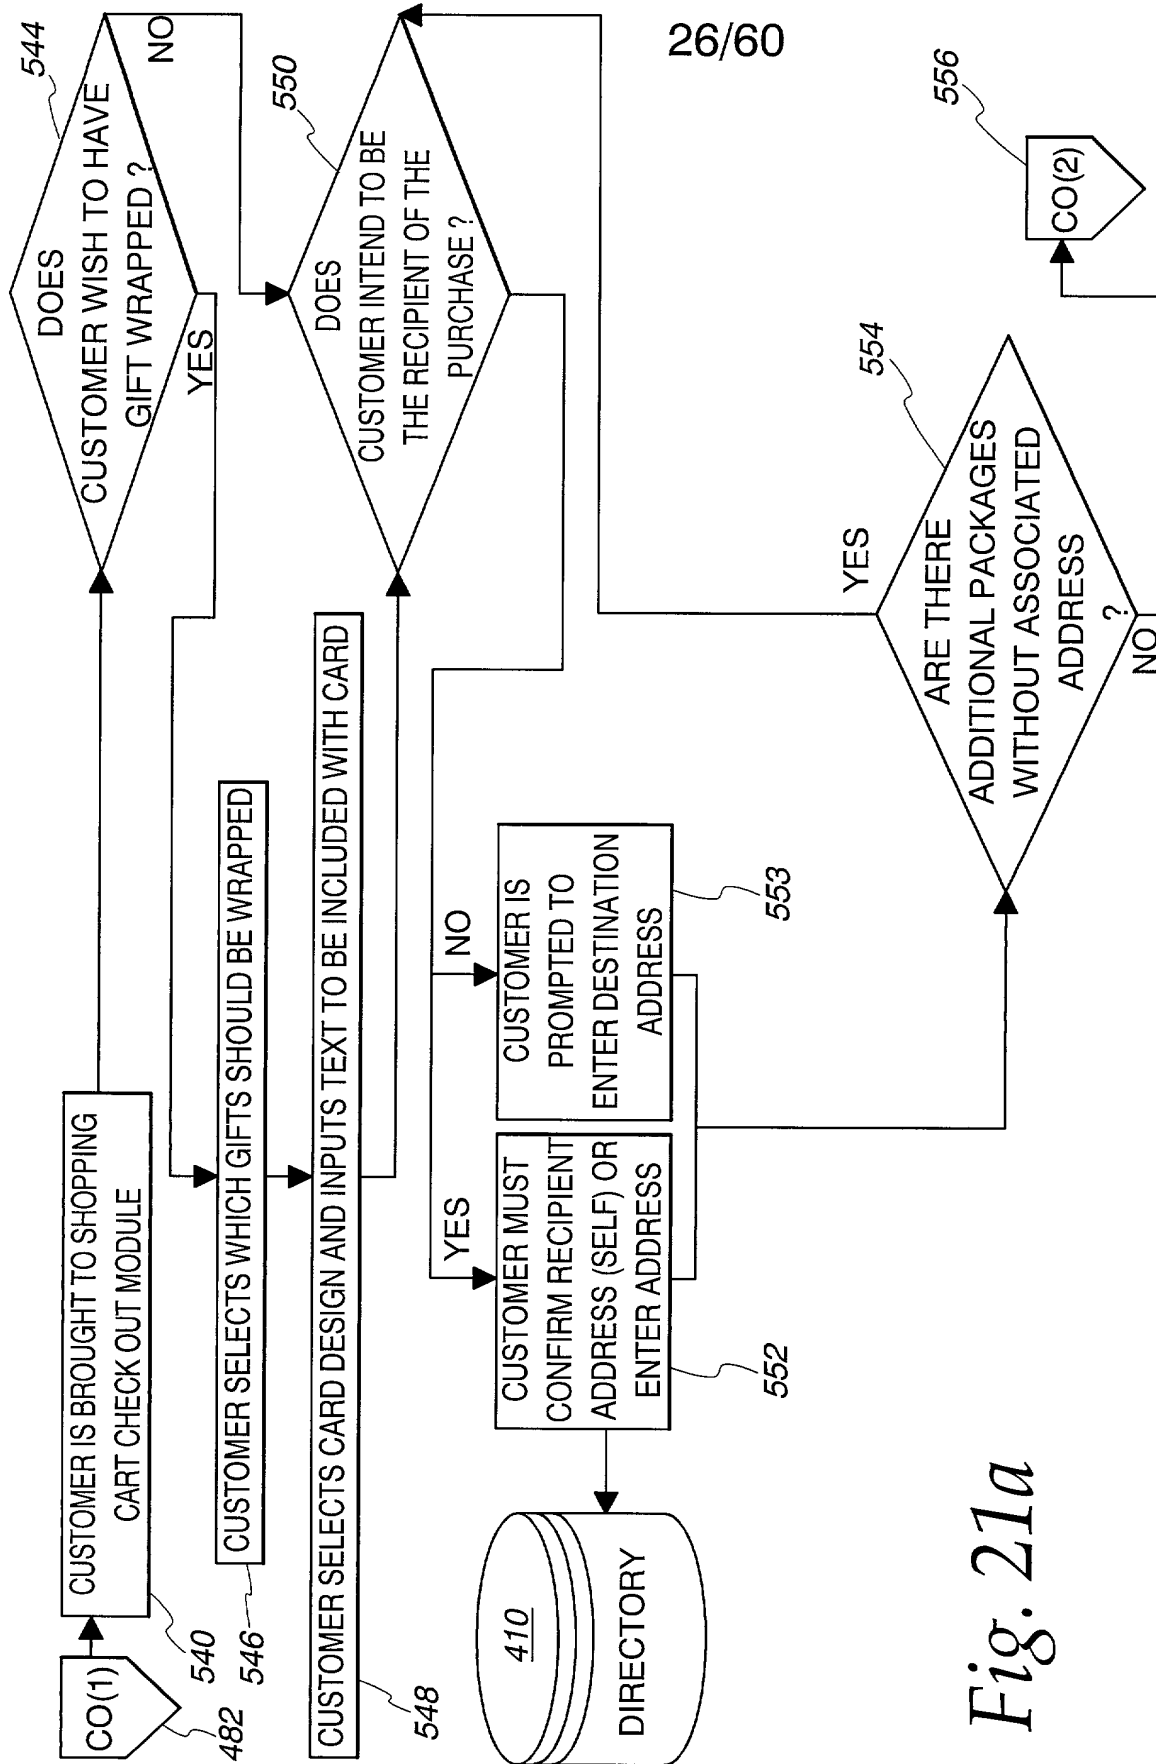 26/60
CO(1)
482
CUSTOMER IS BROUGHT TO SHOPPING
CART CHECK OUT MODULE
540
DOES
CUSTOMER WISH TO HAVE
GIFT WRAPPED ?
544
NO
YES
CUSTOMER SELECTS WHICH GIFTS SHOULD BE WRAPPED
546
CUSTOMER SELECTS CARD DESIGN AND INPUTS TEXT TO BE INCLUDED WITH CARD
548
DOES
CUSTOMER INTEND TO BE
THE RECIPIENT OF THE
PURCHASE ?
550
YES
NO
CUSTOMER MUST
CONFIRM RECIPIENT
ADDRESS (SELF) OR
ENTER ADDRESS
552
CUSTOMER IS
PROMPTED TO
ENTER DESTINATION
ADDRESS
553
410
DIRECTORY
YES
ARE THERE
ADDITIONAL PACKAGES
WITHOUT ASSOCIATED
ADDRESS
?
554
NO
CO(2)
556
Fig. 21a